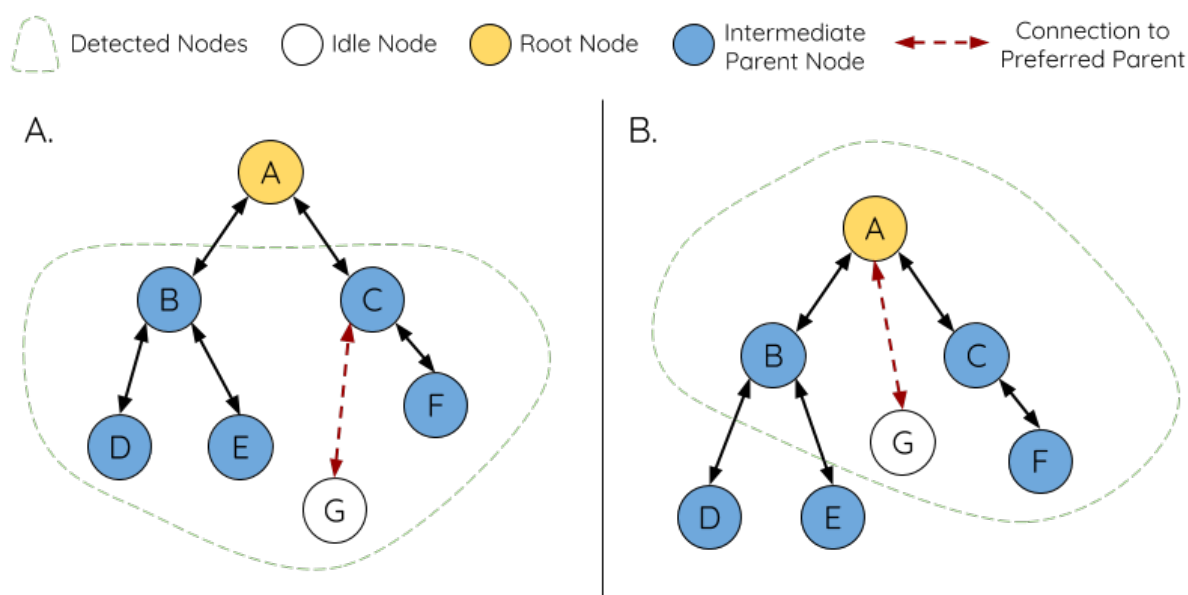 Detected Nodes
Idle Node
Root Node
Intermediate
Parent Node
Connection to
Preferred Parent
A.
A
B
C
D
E
F
G
B.
A
B
C
G
F
D
E